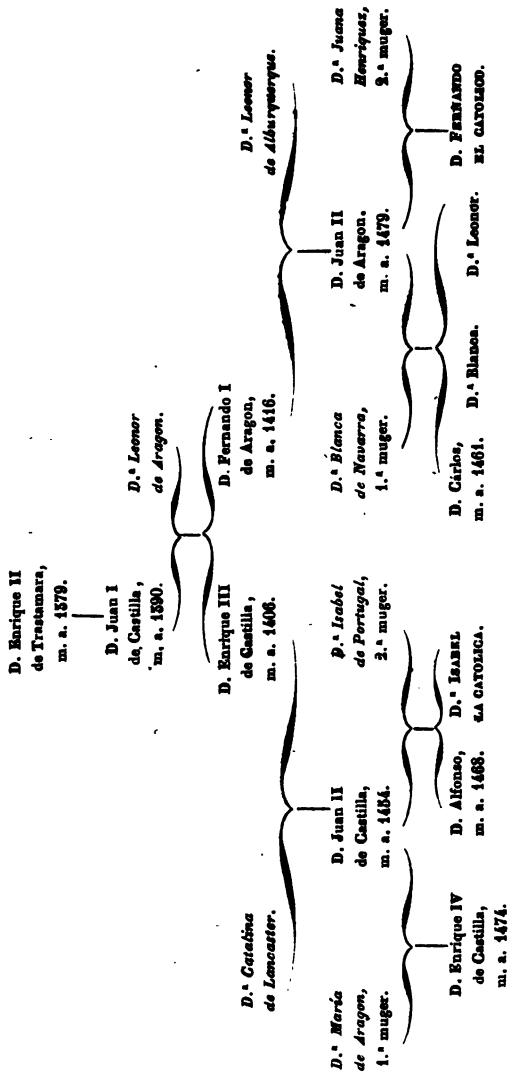 D. Enrique II
de Trastamara,
m. a. 1379.
D. Juan I
de Castilla,
m. a. 1390.
D.ª Leonor
de Aragon.
D. Enrique III
de Castilla,
m. a. 1406.
D. Fernando I
de Aragon,
m. a. 1416.
D.ª Catalina
de Lancaster.
D.ª Leonor
de Alburquerque.
D.ª María
de Aragon,
1.ª muger.
D. Juan II
de Castilla,
m. a. 1454.
D.ª Isabel
de Portugal,
2.ª muger.
D.ª Blanca
de Navarra,
1.ª muger.
D. Juan II
de Aragon.
m. a. 1479.
D.ª Juana
Henriquez,
2.ª muger.
D. Enrique IV
de Castilla,
m. a. 1474.
D. Alfonso,
m. a. 1468.
D.ª ISABEL
LA CATOLICA.
D. Cárlos,
m. a. 1461.
D.ª Blanca.
D.ª Leonor.
D. FERNANDO
EL CATOLICO.